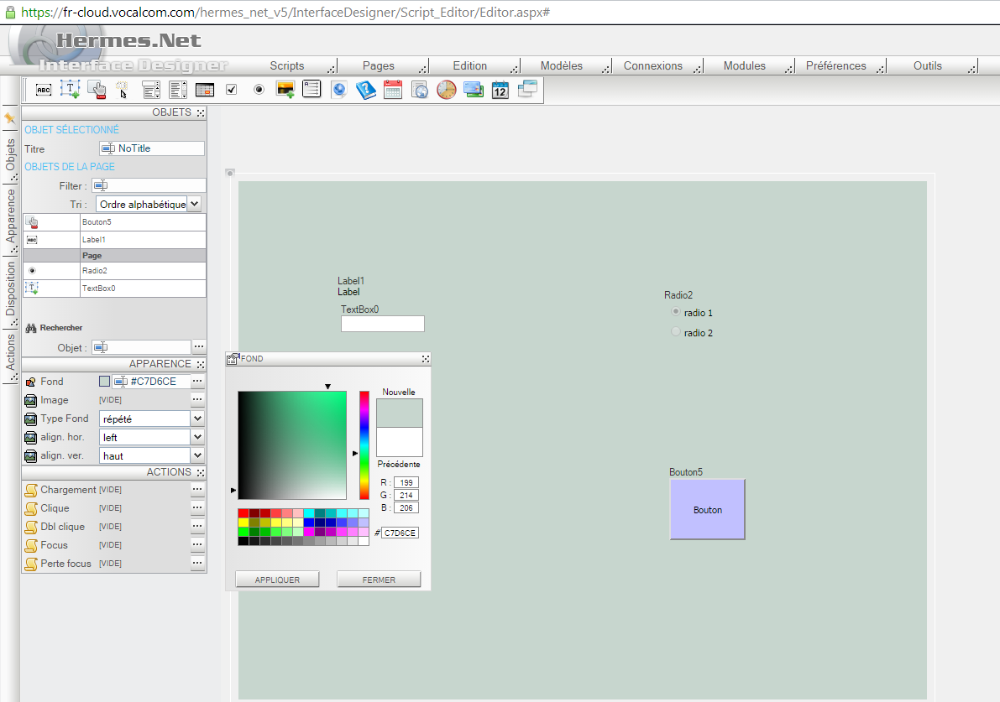 https://fr-cloud.vocalcom.com/hermes_net_v5/InterfaceDesigner/Script_Editor/Editor.aspx#
Hermes.Net
Interface Designer
Scripts Pages Edition Modèles Connexions Modules Préférences Outils
ABC T 12
Objets
Apparence
Disposition
Actions
OBJETS
OBJET SÉLECTIONNÉ
Titre NoTitle
OBJETS DE LA PAGE
Filter :
Tri : Ordre alphabétique
Bouton5
ABC Label1
Page
Radio2
T TextBox0
Rechercher
Objet : ...
APPARENCE
Fond #C7D6CE ...
Image [VIDE] ...
Type Fond répété
align. hor. left
align. ver. haut
ACTIONS
Chargement [VIDE] ...
Clique [VIDE] ...
Dbl clique [VIDE] ...
Focus [VIDE] ...
Perte focus [VIDE] ...
Label1
Label
TextBox0
Radio2
radio 1
radio 2
FOND
Nouvelle
Précédente
R : 199
G : 214
B : 206
# C7D6CE
APPLIQUER FERMER
Bouton5
Bouton